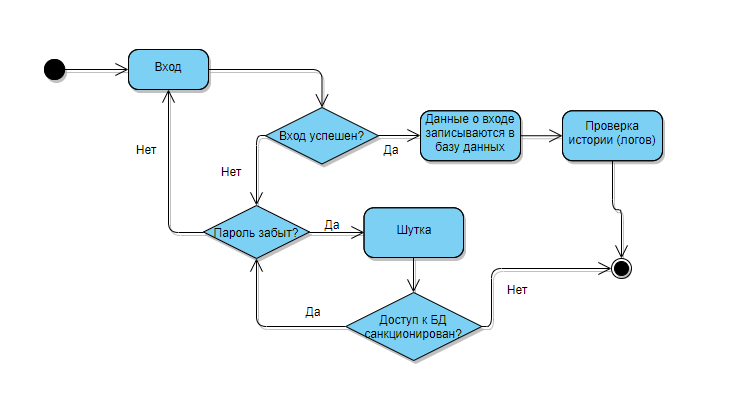 Вход
Вход успешен?
Да
Данные о входе
записываются в
базу данных
Проверка
истории (логов)
Нет
Нет
Пароль забыт?
Да
Шутка
Да
Доступ к БД
санкционирован?
Нет